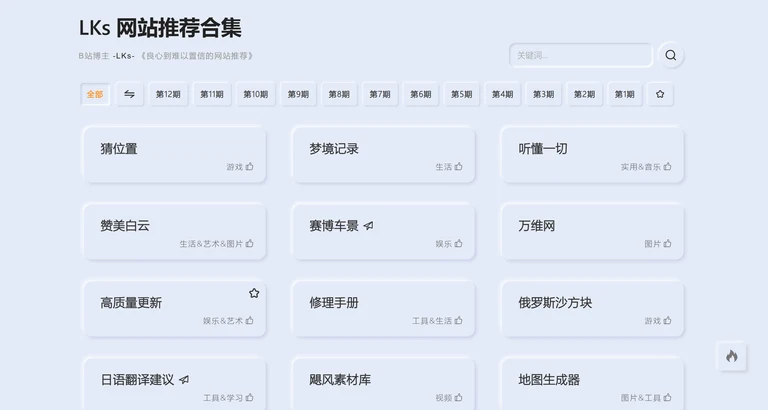 LKs 网站推荐合集
B站博主 -LKs- 《良心到难以置信的网站推荐》
关键词...
全部 第12期 第11期 第10期 第9期 第8期 第7期 第6期 第5期 第4期 第3期 第2期 第1期
猜位置 梦境记录 听懂一切
游戏 生活 实用&音乐
赞美白云 赛博车景 万维网
生活&艺术&图片 娱乐 图片
高质量更新 修理手册 俄罗斯沙方块
娱乐&艺术 工具&生活 游戏
日语翻译建议 飓风素材库 地图生成器
工具&学习 视频 图片&工具